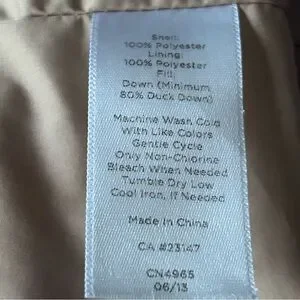 Shell:
100% Polyester
Lining:
100% Polyester
Fill:
Down (Minimum
80% Duck Down)
Machine Wash Cold
With Like Colors
Gentle Cycle
Only Non-Chlorine
Bleach When Needed
Tumble Dry Low
Cool Iron, If Needed
Made in China
CA #23147
CN4965
06/13